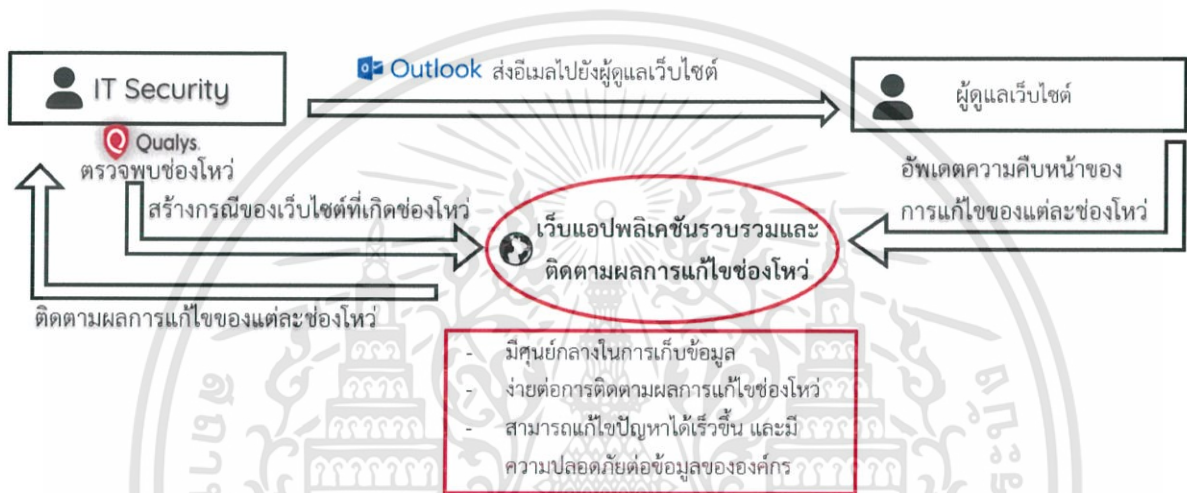 IT Security
Outlook ส่งอีเมลไปยังผู้ดูแลเว็บไซต์
ผู้ดูแลเว็บไซต์
Qualys.
ตรวจพบช่องโหว่
สร้างกรณีของเว็บไซต์ที่เกิดช่องโหว่
อัพเดตความคืบหน้าของ
การแก้ไขของแต่ละช่องโหว่
เว็บแอปพลิเคชันรวบรวมและ
ติดตามผลการแก้ไขช่องโหว่
ติดตามผลการแก้ไขของแต่ละช่องโหว่
- มีศูนย์กลางในการเก็บข้อมูล
- ง่ายต่อการติดตามผลการแก้ไขช่องโหว่
- สามารถแก้ไขปัญหาได้เร็วขึ้น และมี
ความปลอดภัยต่อข้อมูลขององค์กร